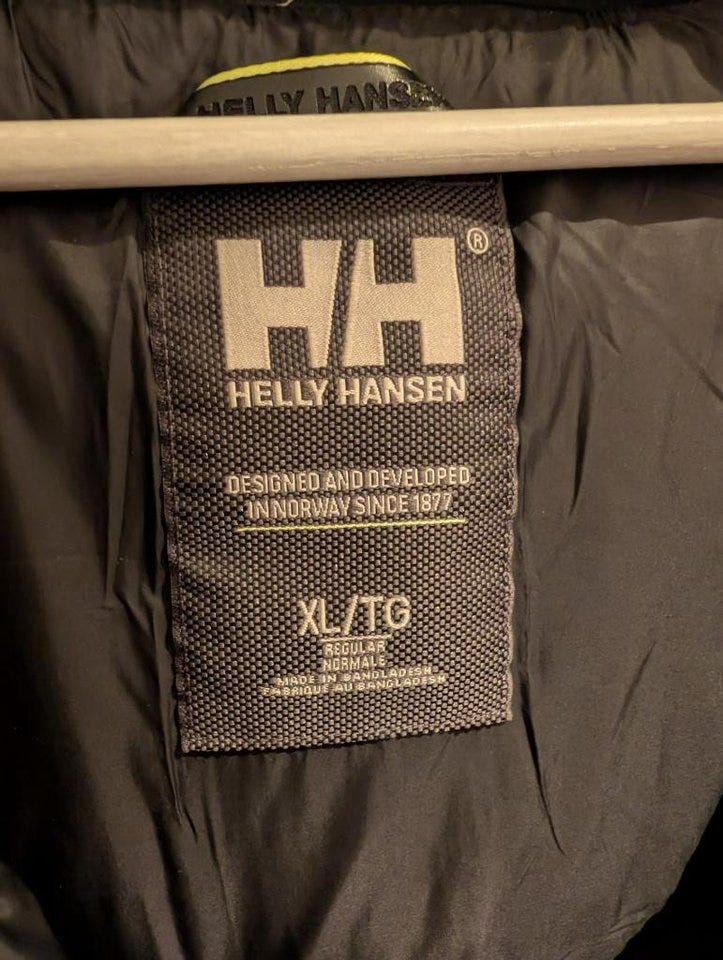 HELLY HANSEN
HH®
HELLY HANSEN
DESIGNED AND DEVELOPED
IN NORWAY SINCE 1877
XL/TG
REGULAR
NORMALE
MADE IN BANGLADESH
FABRIQUE AU BANGLADESH